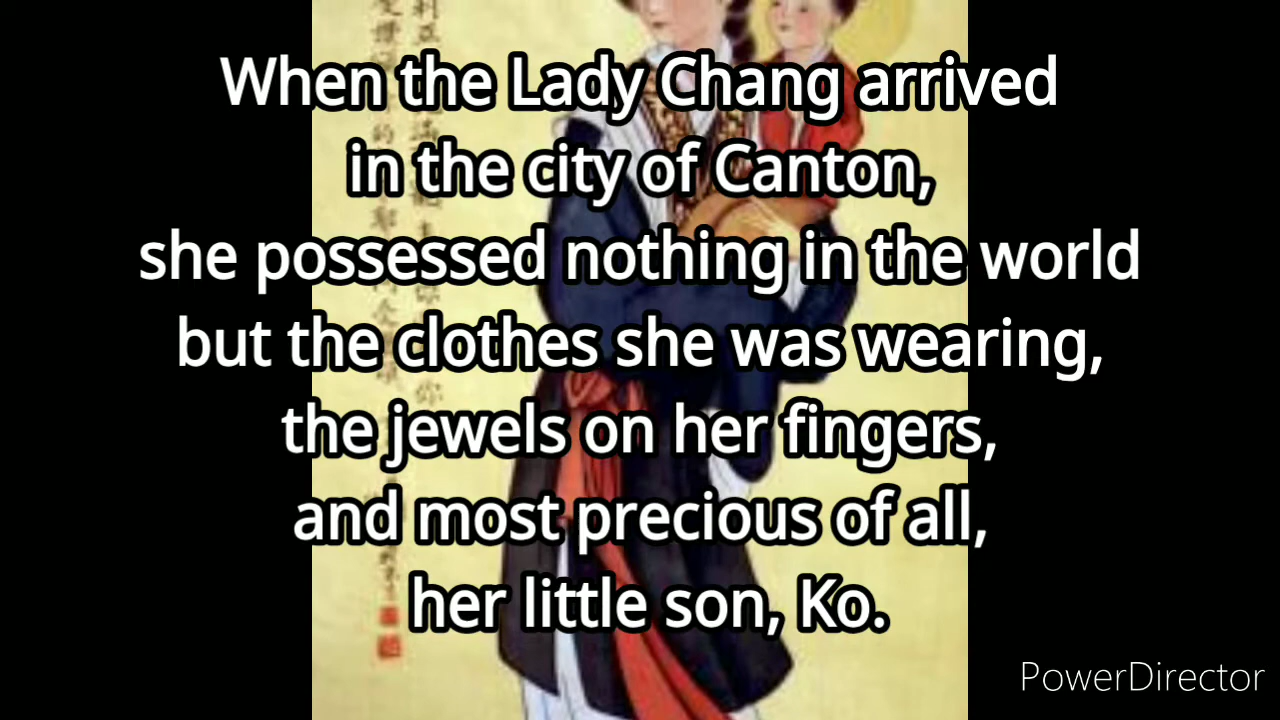 When the Lady Chang arrived
in the city of Canton,
she possessed nothing in the world
but the clothes she was wearing,
the jewels on her fingers,
and most precious of all,
her little son, Ko.
PowerDirector